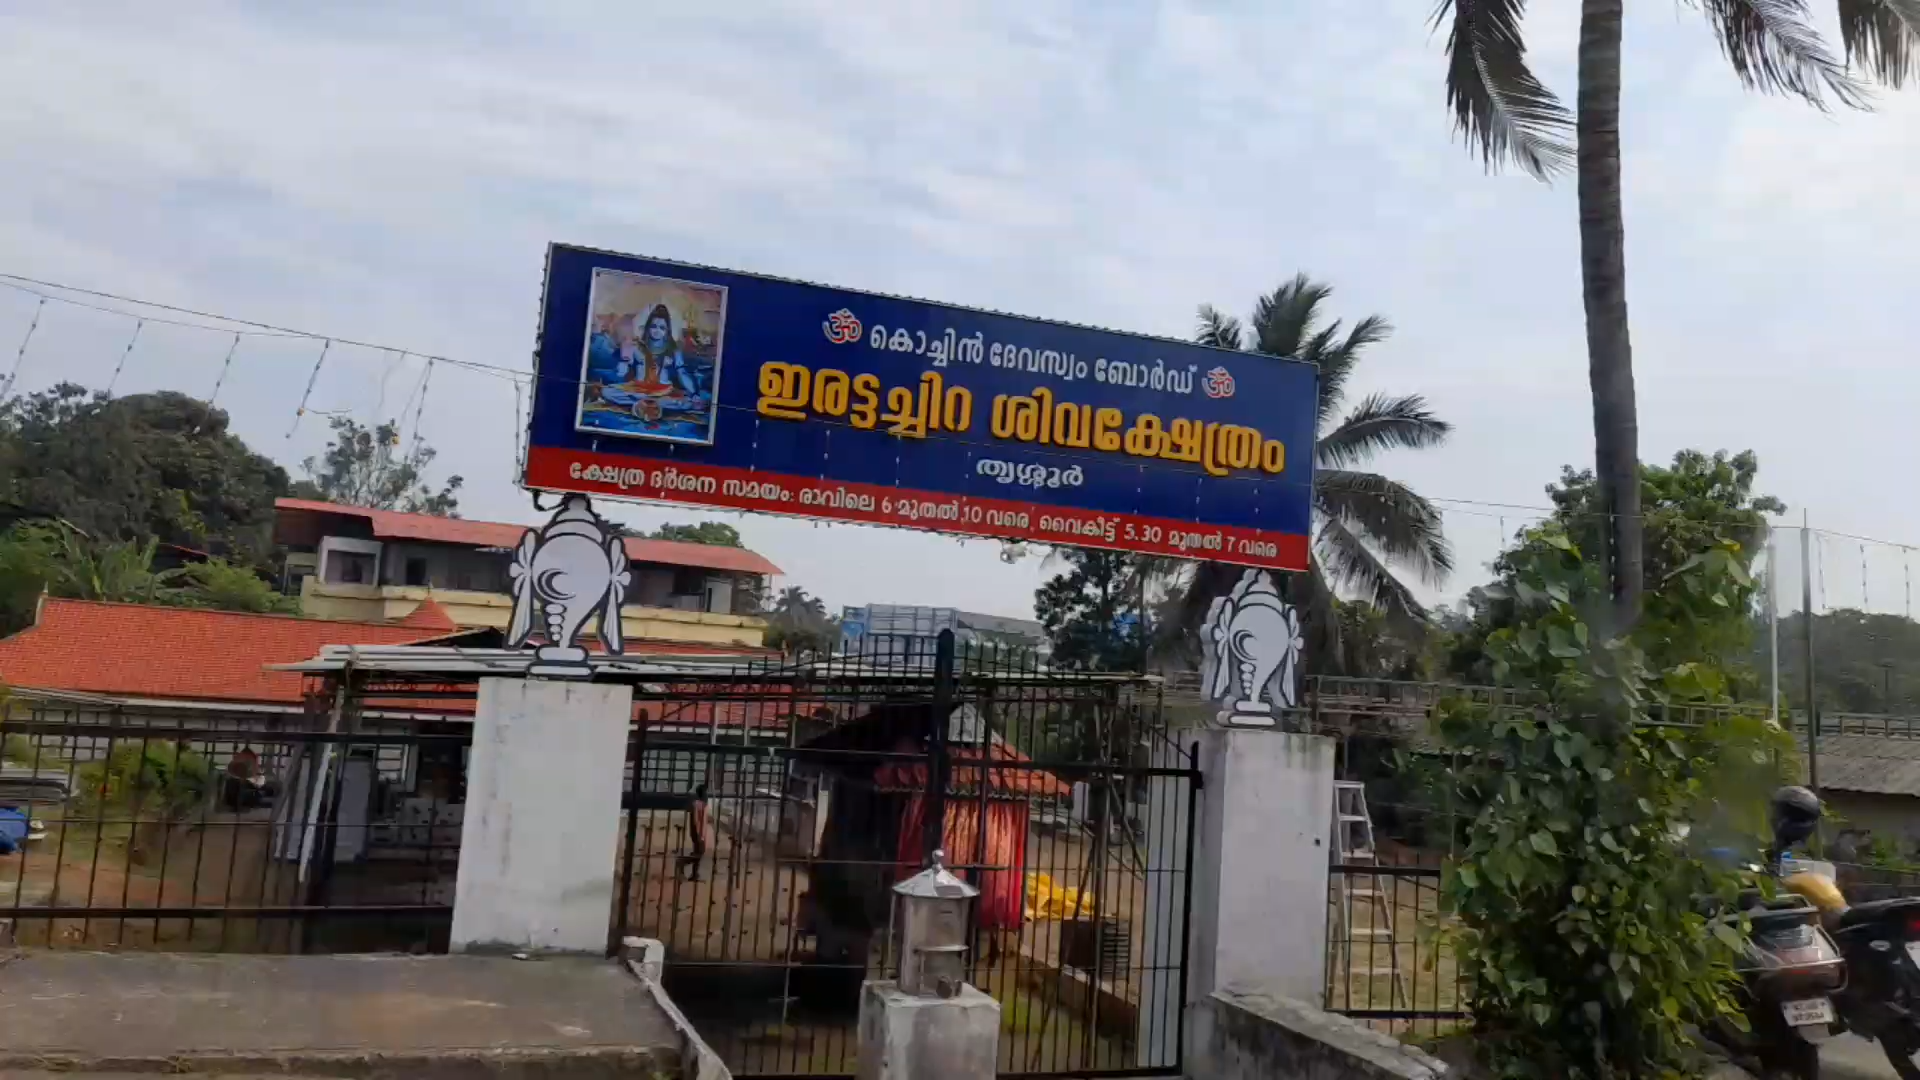 ॐ കൊച്ചിൻ ദേവസ്വം ബോർഡ് ॐ
ഇരട്ടച്ചിറ ശിവക്ഷേത്രം
തൃശ്ശൂർ
ക്ഷേത്ര ദർശന സമയം: രാവിലെ 6 മുതൽ 10 വരെ, വൈകീട്ട് 5.30 മുതൽ 7 വരെ